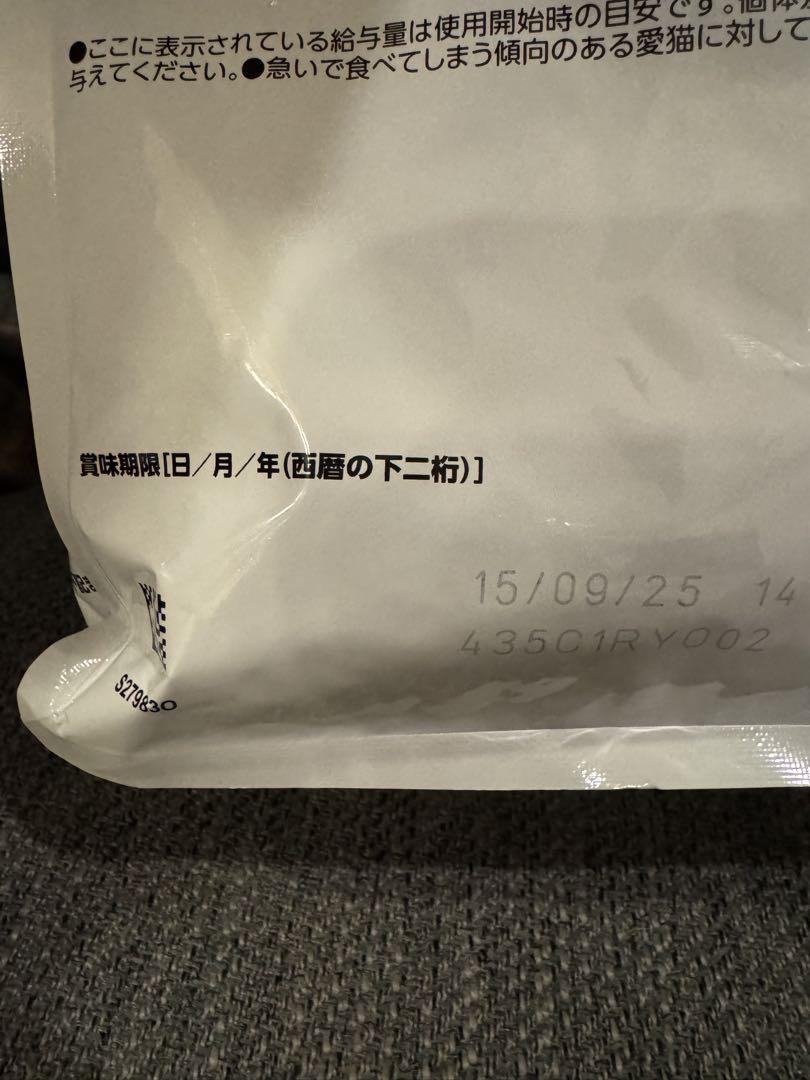 ●ここに表示されている給与量は使用開始時の目安です。個体
与えてください。●急いで食べてしまう傾向のある愛猫に対して
賞味期限[日／月／年(西暦の下二桁)]
15/09/25 14
435C1RY002
S279830